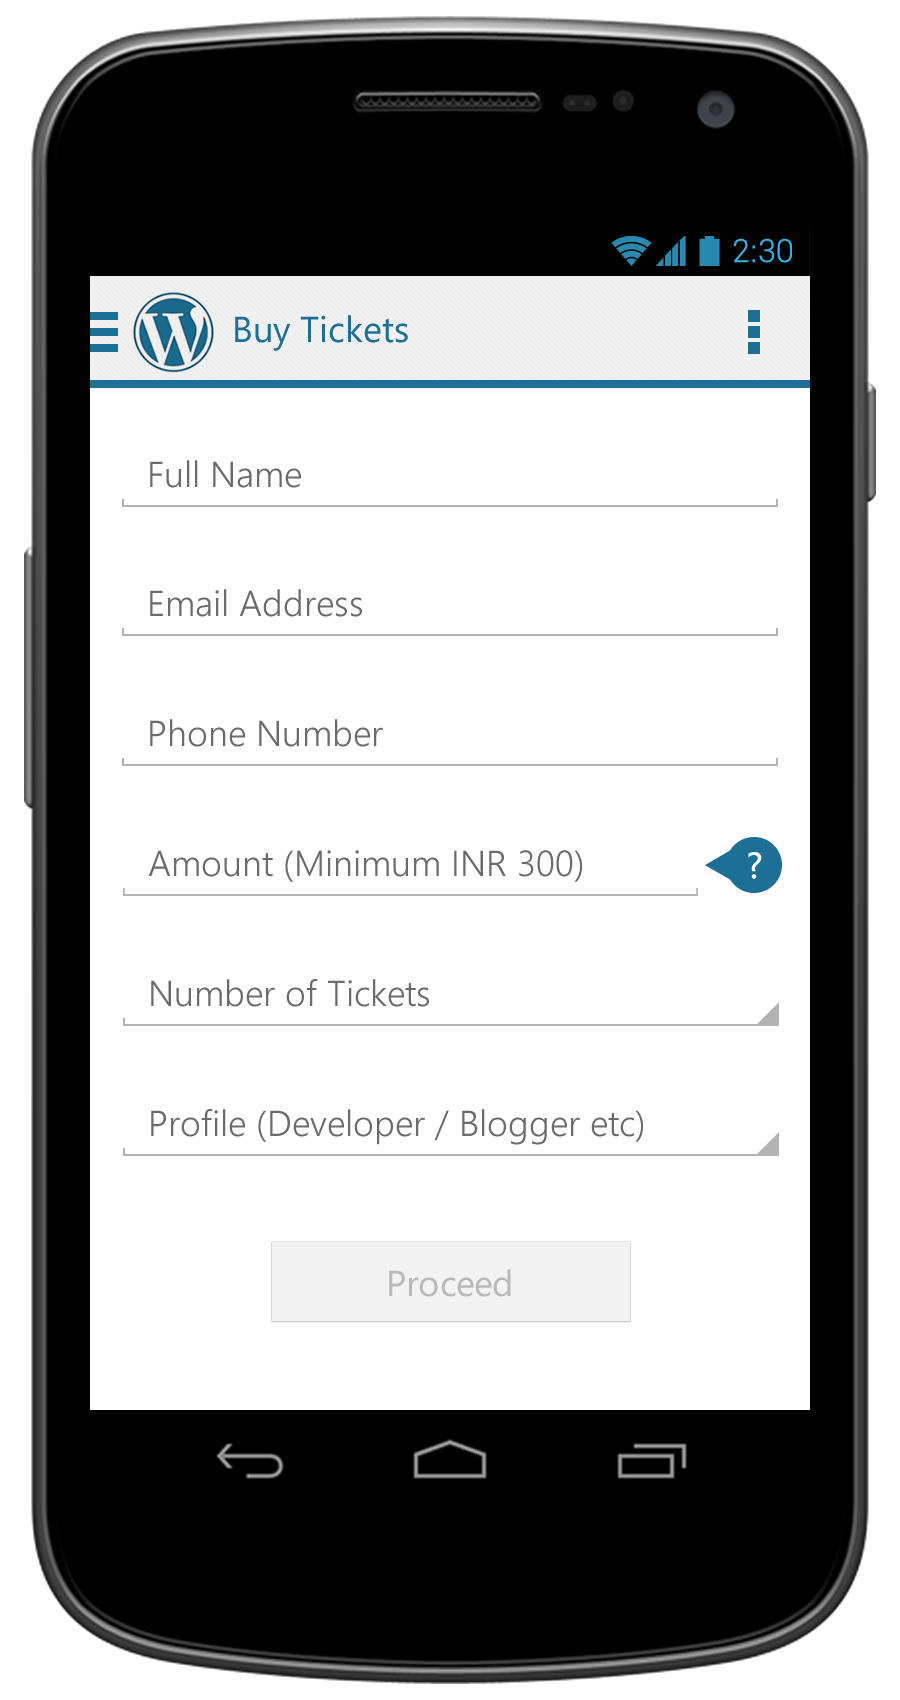 2:30
Buy Tickets
Full Name
Email Address
Phone Number
Amount (Minimum INR 300)
?
Number of Tickets
Profile (Developer / Blogger etc)
Proceed